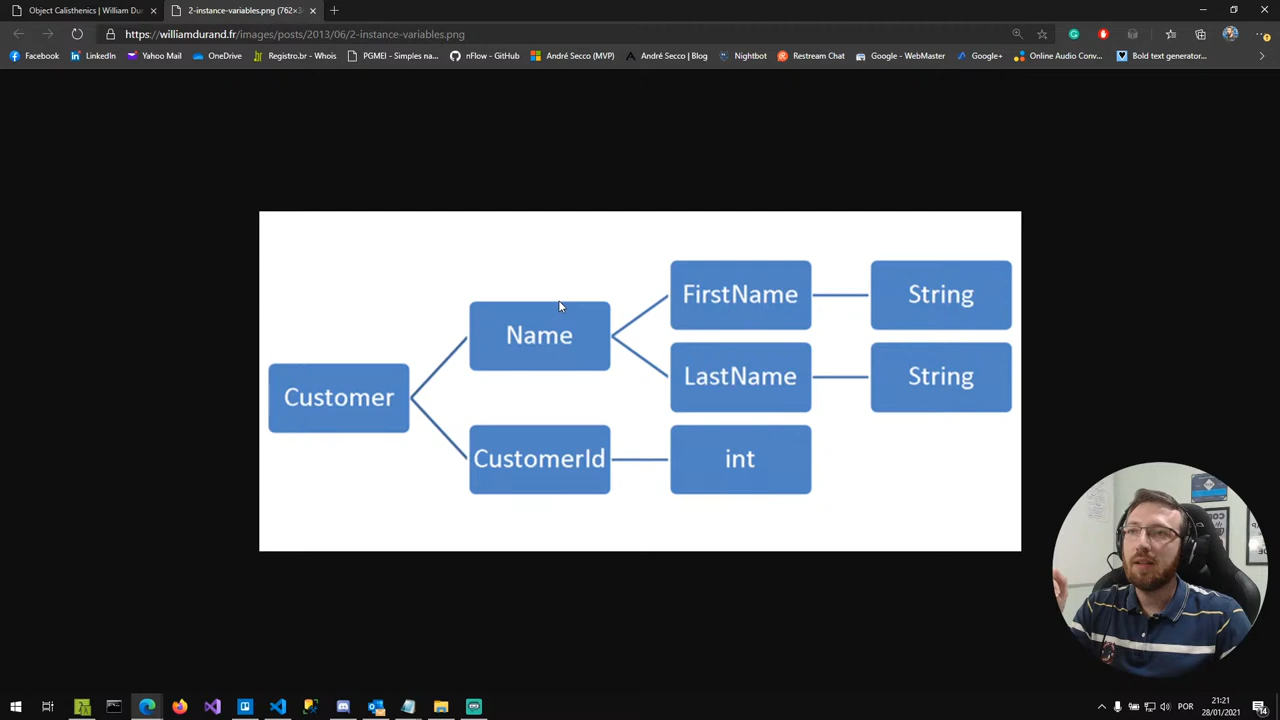 Object Calisthenics | William Dur
2-instance-variables.png (762×3
https://williamdurand.fr/images/posts/2013/06/2-instance-variables.png
Facebook
LinkedIn
Yahoo Mail
OneDrive
Registro.br - Whois
PGMEI - Simples na...
nFlow - GitHub
André Secco (MVP)
André Secco | Blog
Nightbot
Restream Chat
Google - WebMaster
Google+
Online Audio Conv...
Bold text generator...
FirstName
String
Name
LastName
String
Customer
CustomerId
int
POR
21:21
28/01/2021
14